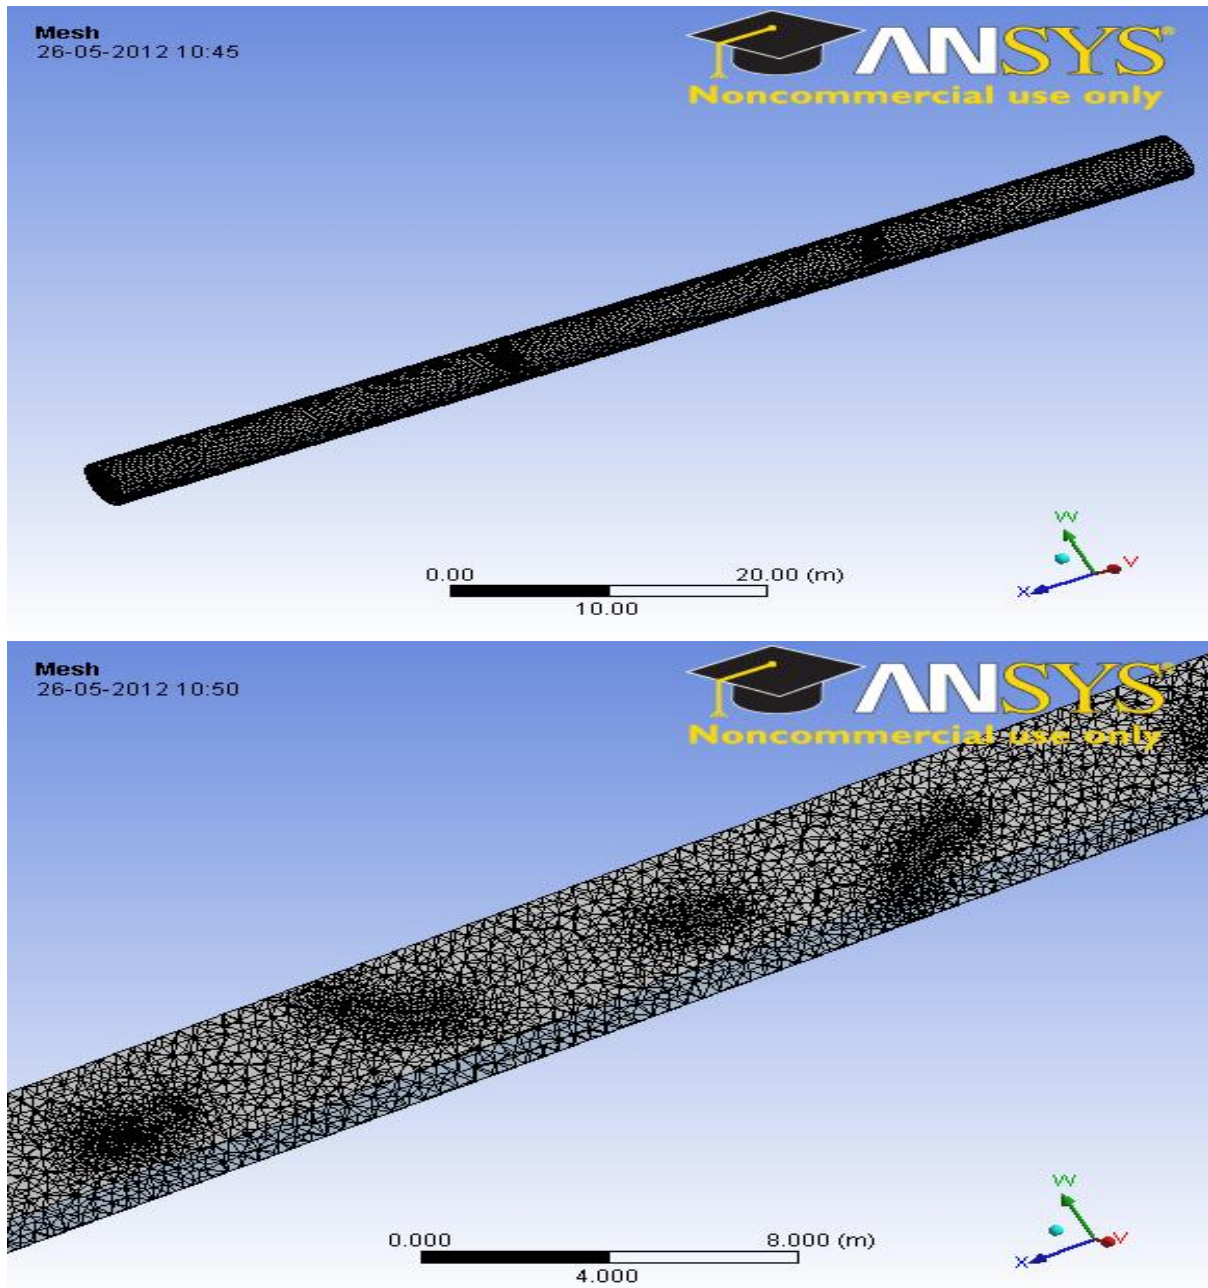 Mesh
26-05-2012 10:45
ANSYS®
Noncommercial use only
0.00 20.00 (m)
10.00
W
X V
Mesh
26-05-2012 10:50
ANSYS®
Noncommercial use only
0.000 8.000 (m)
4.000
W
X V